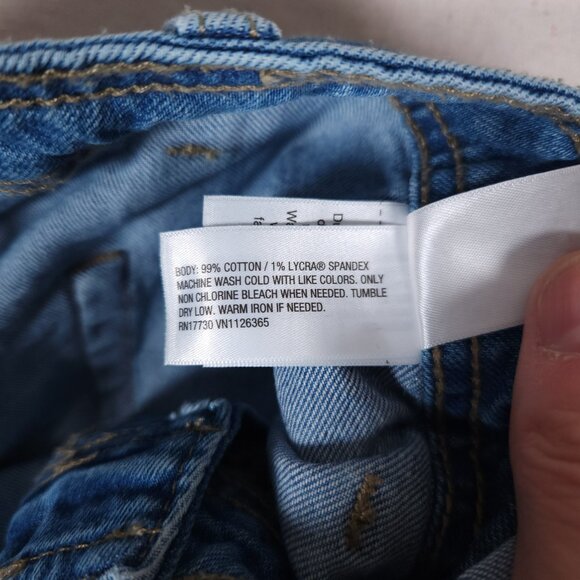 BODY: 99% COTTON / 1% LYCRA® SPANDEX
MACHINE WASH COLD WITH LIKE COLORS. ONLY
NON CHLORINE BLEACH WHEN NEEDED. TUMBLE
DRY LOW. WARM IRON IF NEEDED.
RN17730 VN1126365